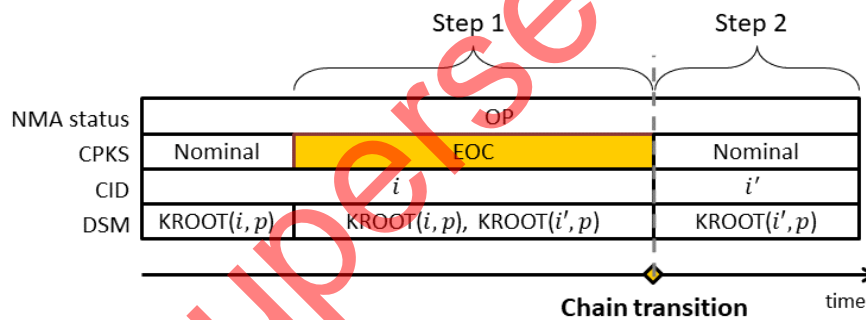 Step 1 Step 2
NMA status OP
CPKS Nominal EOC Nominal
CID i i′
DSM KROOT(i, p) KROOT(i, p), KROOT(i′, p) KROOT(i′, p)
time
Chain transition
uperse